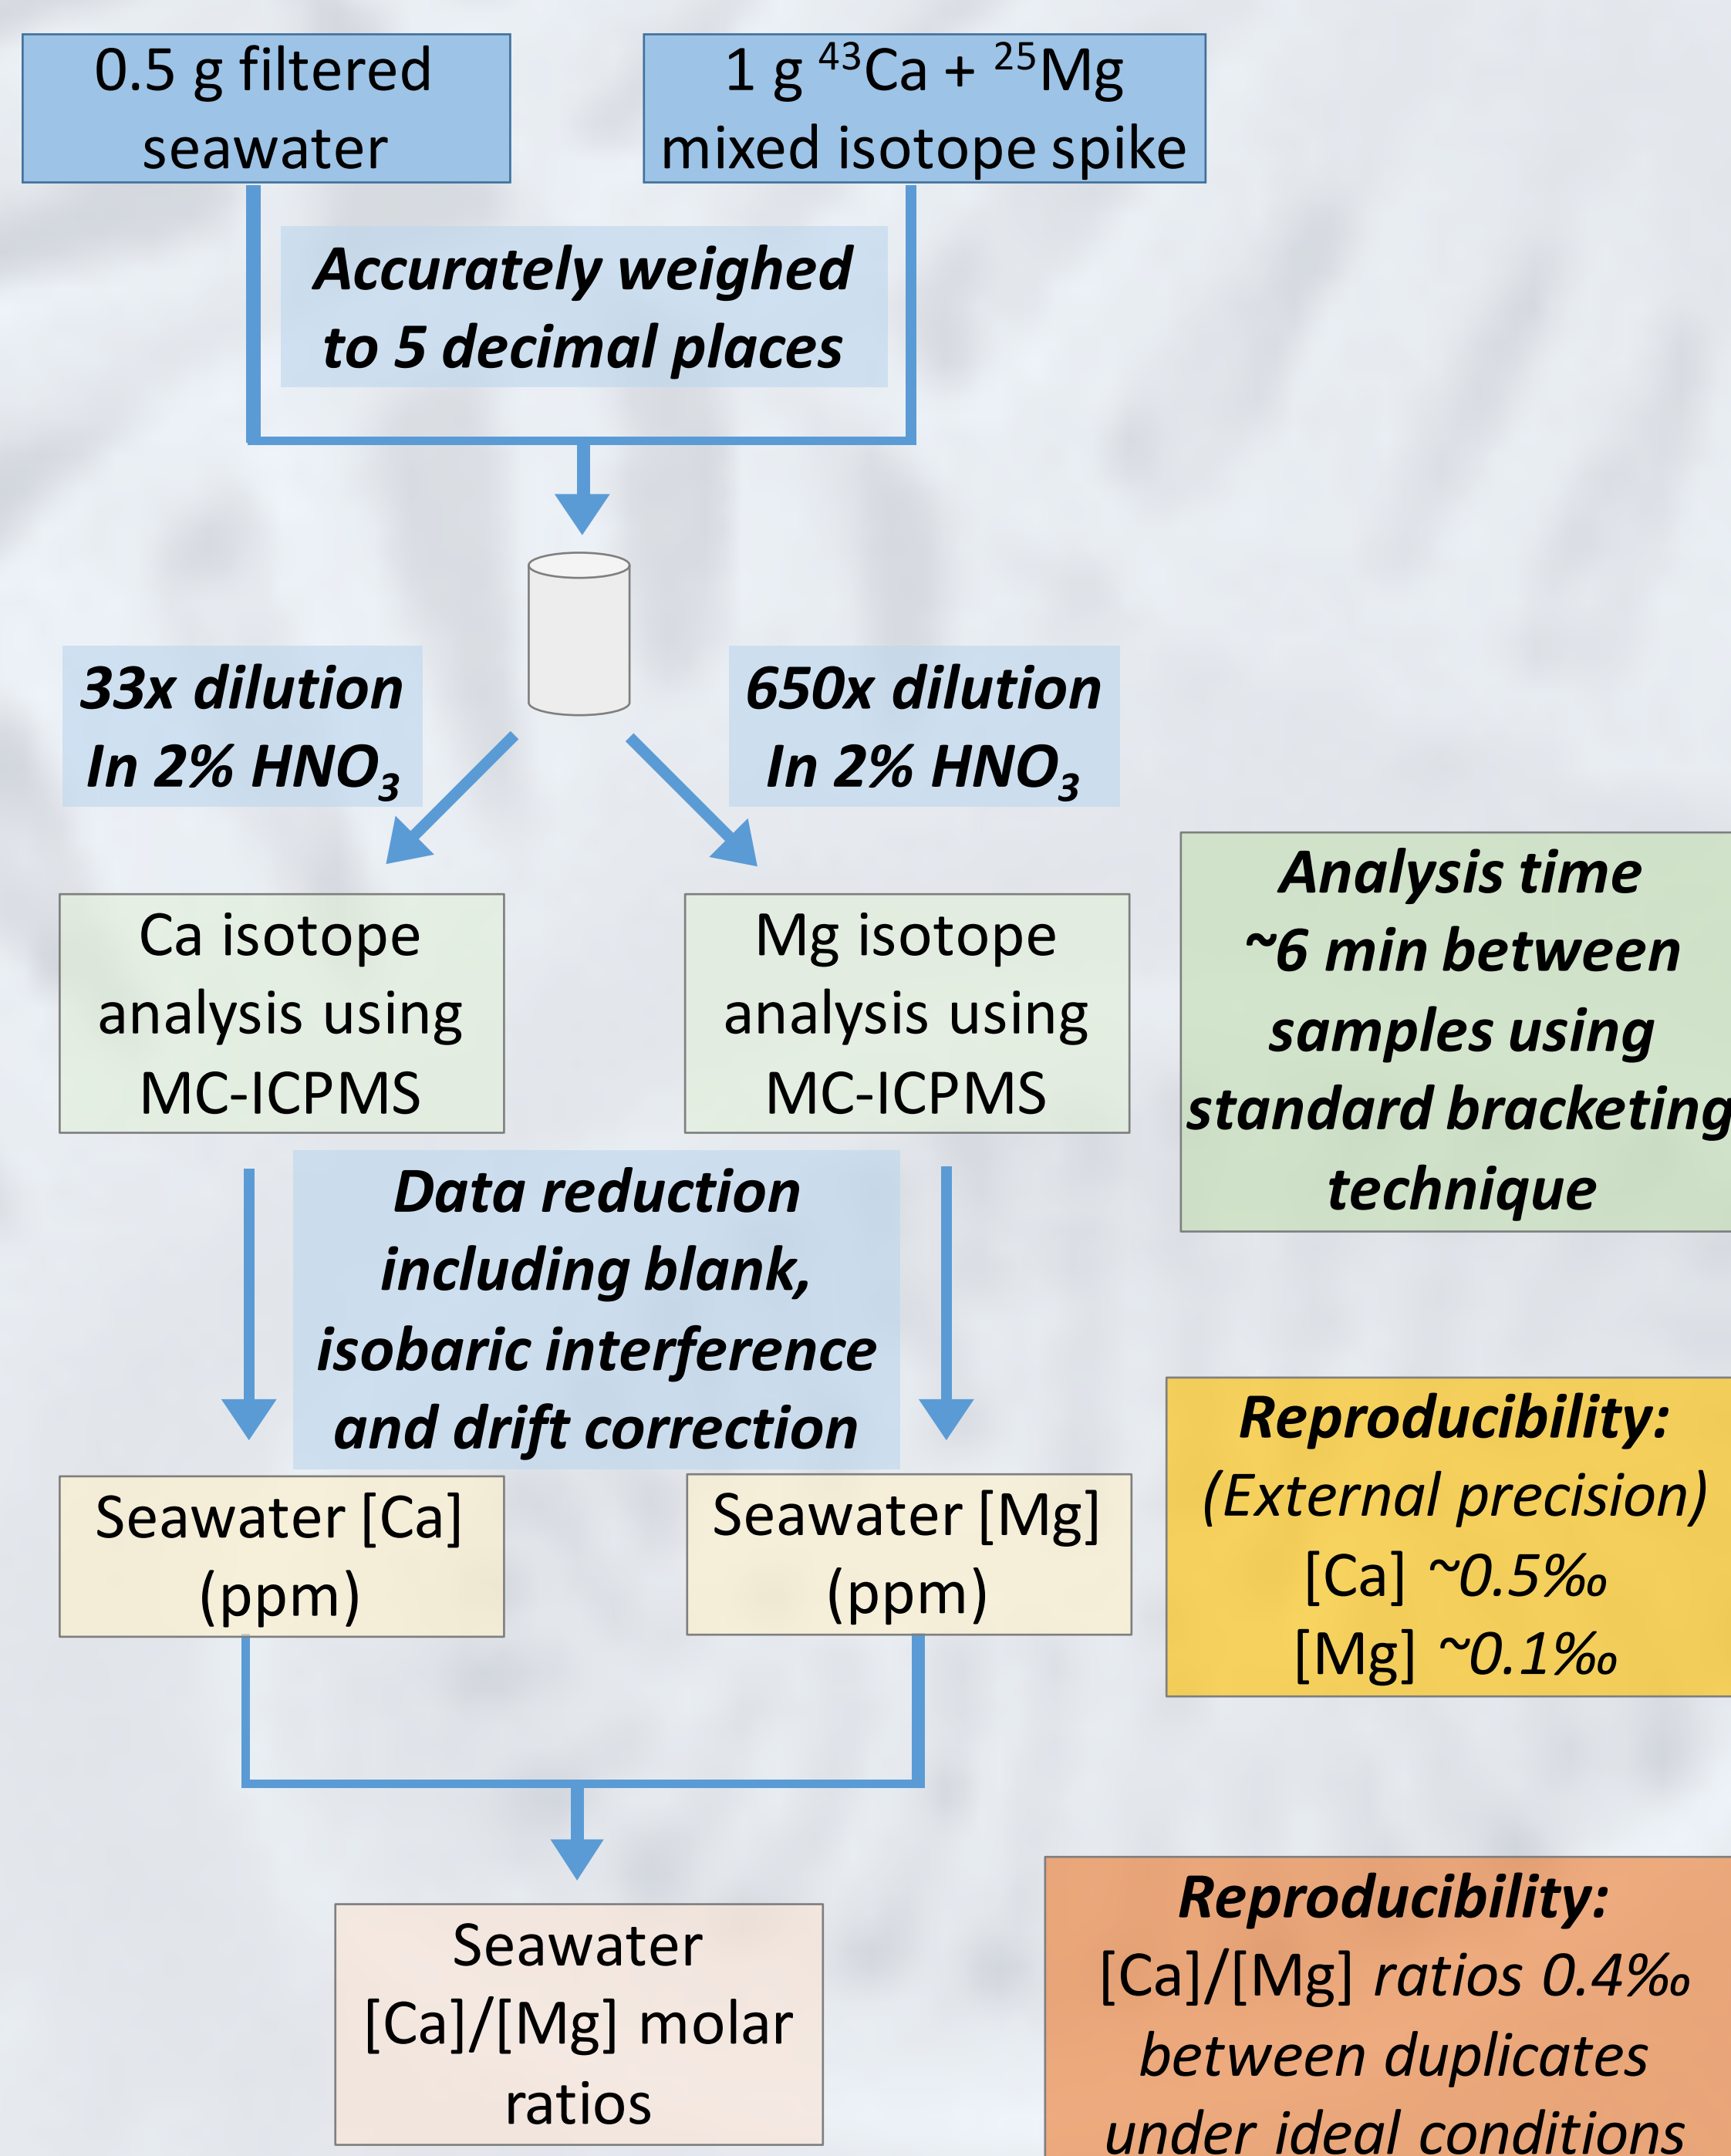 0.5 g filtered
seawater
1 g ⁴³Ca + ²⁵Mg
mixed isotope spike
Accurately weighed
to 5 decimal places
33x dilution
In 2% HNO₃
650x dilution
In 2% HNO₃
Ca isotope
analysis using
MC-ICPMS
Mg isotope
analysis using
MC-ICPMS
Analysis time
~6 min between
samples using
standard bracketing
technique
Data reduction
including blank,
isobaric interference
and drift correction
Seawater [Ca]
(ppm)
Seawater [Mg]
(ppm)
Reproducibility:
(External precision)
[Ca] ~0.5‰
[Mg] ~0.1‰
Seawater
[Ca]/[Mg] molar
ratios
Reproducibility:
[Ca]/[Mg] ratios 0.4‰
between duplicates
under ideal conditions